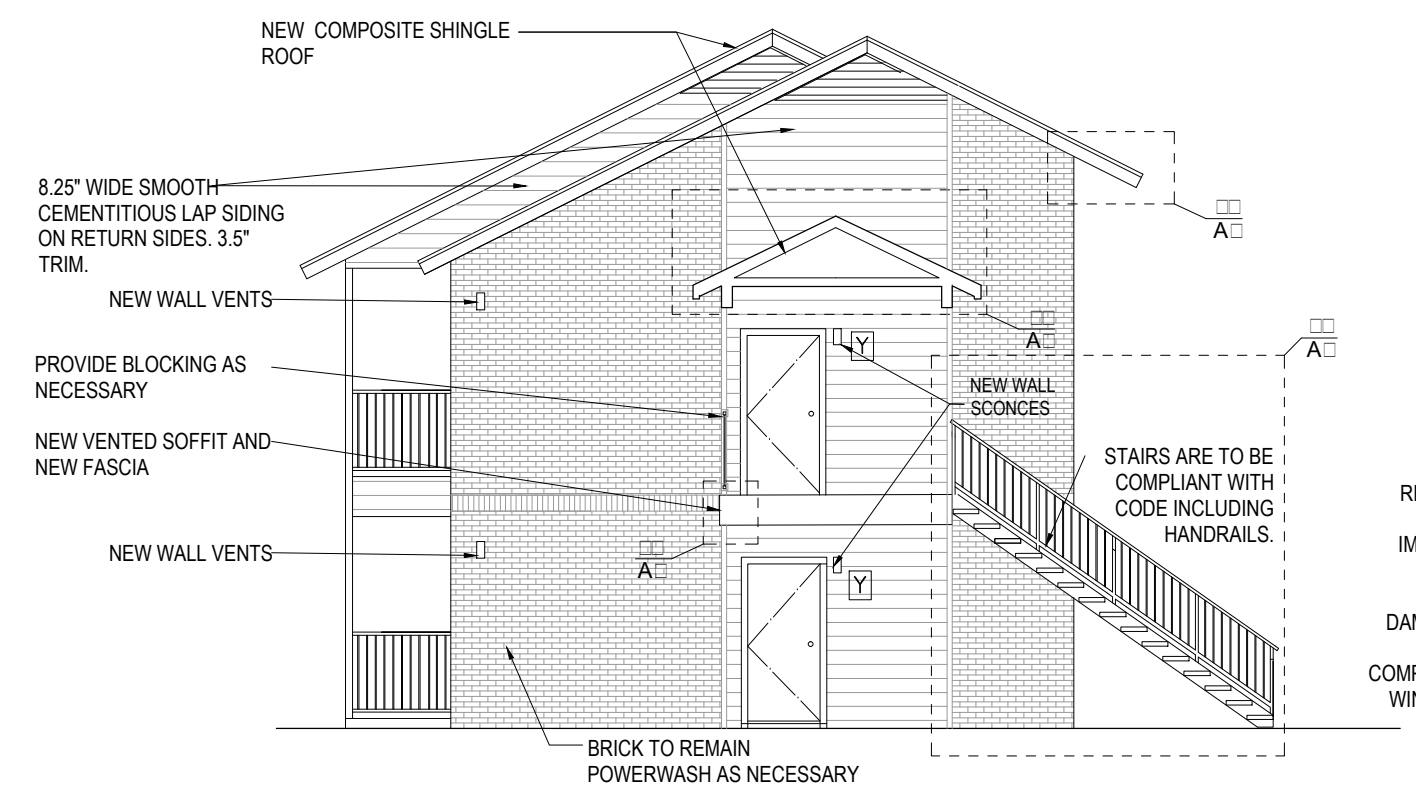 NEW COMPOSITE SHINGLE
ROOF
8.25" WIDE SMOOTH
CEMENTITIOUS LAP SIDING
ON RETURN SIDES. 3.5"
TRIM.
NEW WALL VENTS
PROVIDE BLOCKING AS
NECESSARY
NEW VENTED SOFFIT AND
NEW FASCIA
NEW WALL VENTS
BRICK TO REMAIN
POWERWASH AS NECESSARY
Y
NEW WALL
SCONCES
Y
STAIRS ARE TO BE
COMPLIANT WITH
CODE INCLUDING
HANDRAILS.
A
A
A
A